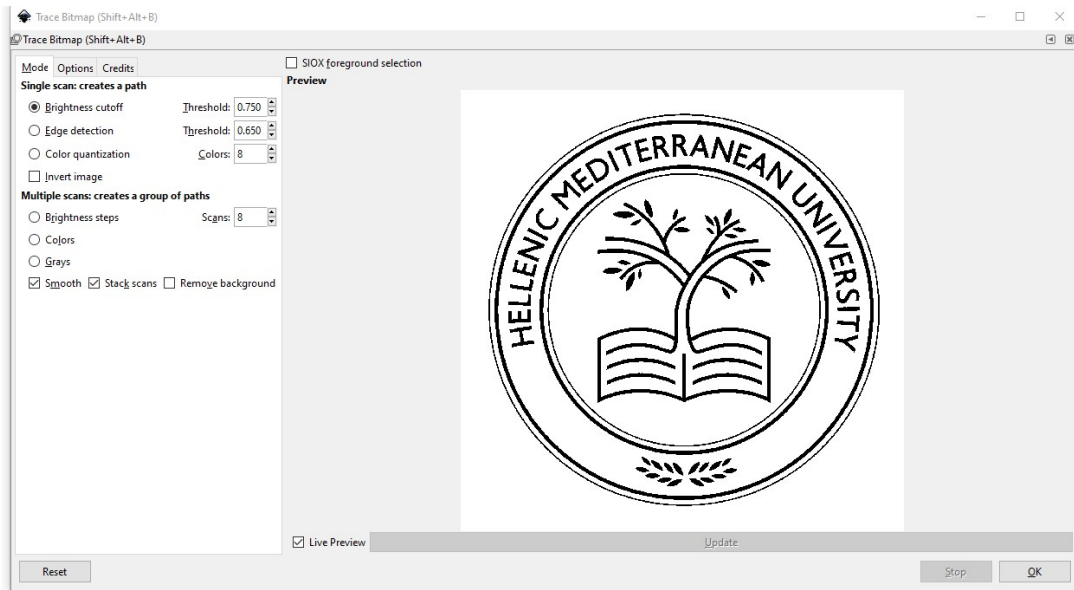 Trace Bitmap (Shift+Alt+B)
Trace Bitmap (Shift+Alt+B)
Mode Options Credits
SIOX foreground selection
Preview
Single scan: creates a path
Brightness cutoff Threshold: 0.750
Edge detection Threshold: 0.650
Color quantization Colors: 8
Invert image
Multiple scans: creates a group of paths
Brightness steps Scans: 8
Colors
Grays
Smooth Stack scans Remove background
HELLENIC MEDITERRANEAN UNIVERSITY
Live Preview Update
Reset Stop OK